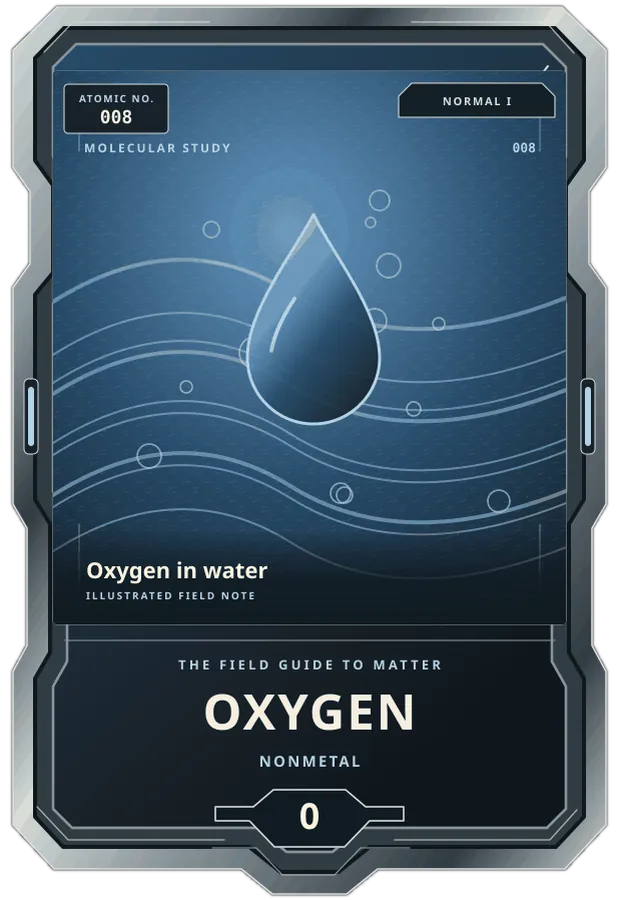 ATOMIC NO.
008
NORMAL I
MOLECULAR STUDY
008
Oxygen in water
ILLUSTRATED FIELD NOTE
THE FIELD GUIDE TO MATTER
OXYGEN
NONMETAL
0